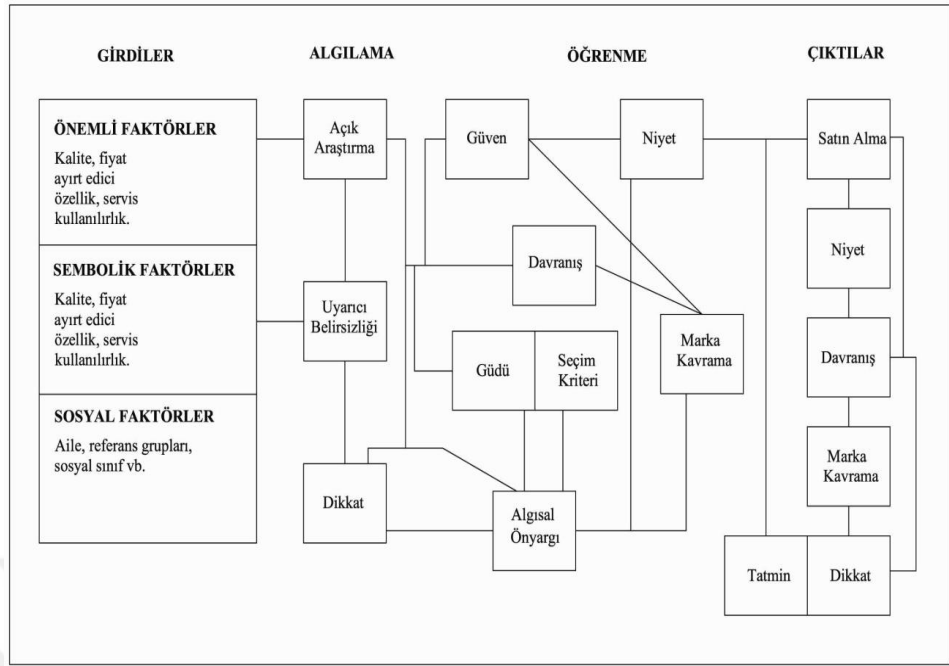 GİRDİLER
ALGILAMA
ÖĞRENME
ÇIKTILAR
ÖNEMLİ FAKTÖRLER
Kalite, fiyat
ayırt edici
özellik, servis
kullanılırlık.
SEMBOLİK FAKTÖRLER
Kalite, fiyat
ayırt edici
özellik, servis
kullanılırlık.
SOSYAL FAKTÖRLER
Aile, referans grupları,
sosyal sınıf vb.
Açık
Araştırma
Uyarıcı
Belirsizliği
Dikkat
Güven
Niyet
Davranış
Güdü
Seçim
Kriteri
Marka
Kavrama
Algısal
Önyargı
Satın Alma
Niyet
Davranış
Marka
Kavrama
Tatmin
Dikkat